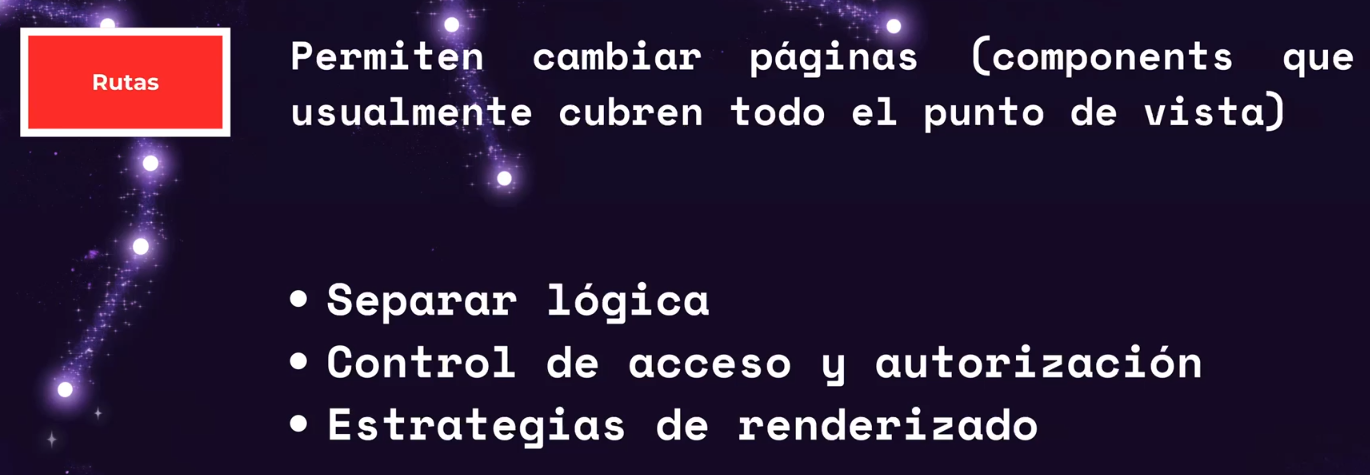 Rutas
Permiten cambiar páginas (components que
usualmente cubren todo el punto de vista)
• Separar lógica
• Control de acceso y autorización
• Estrategias de renderizado